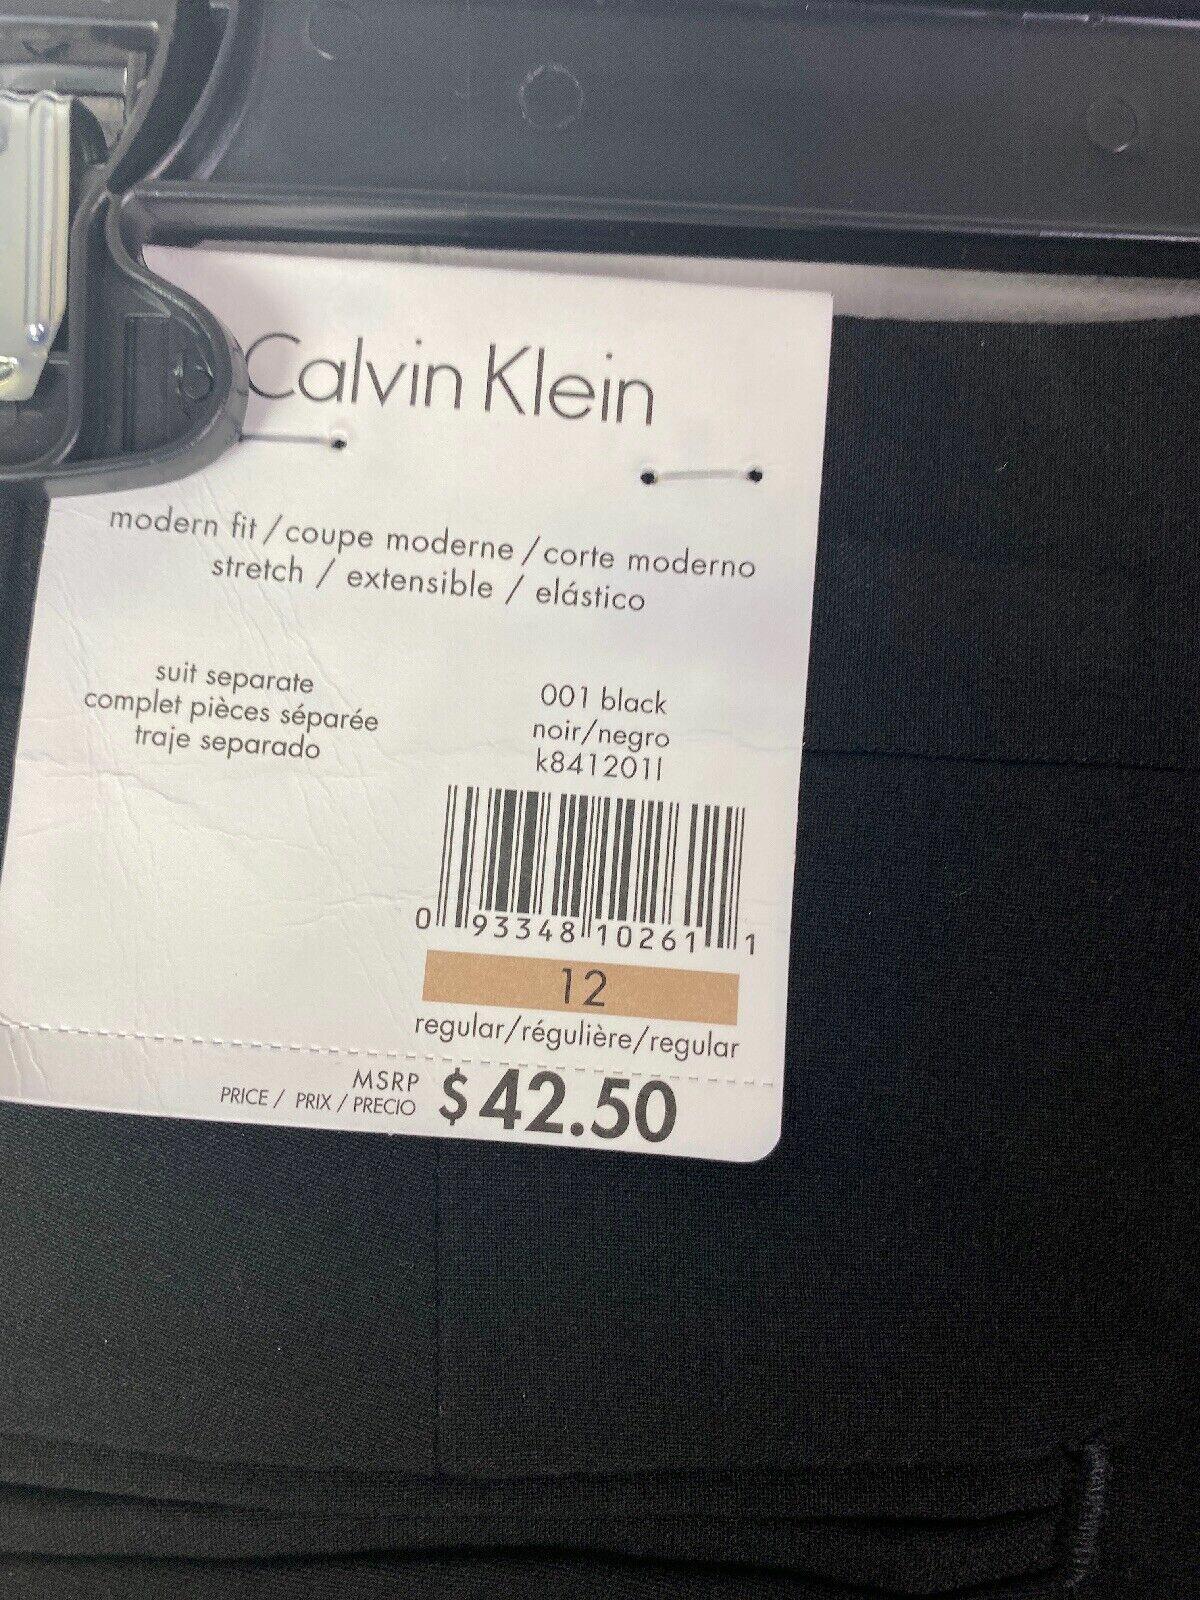 Calvin Klein
modern fit / coupe moderne / corte moderno
stretch / extensible / elástico
suit separate
complet pièces séparée
traje separado
001 black
noir/negro
k841201l
0 93348 10261 1
12
regular/régulière/regular
MSRP
PRICE / PRIX / PRECIO
$42.50